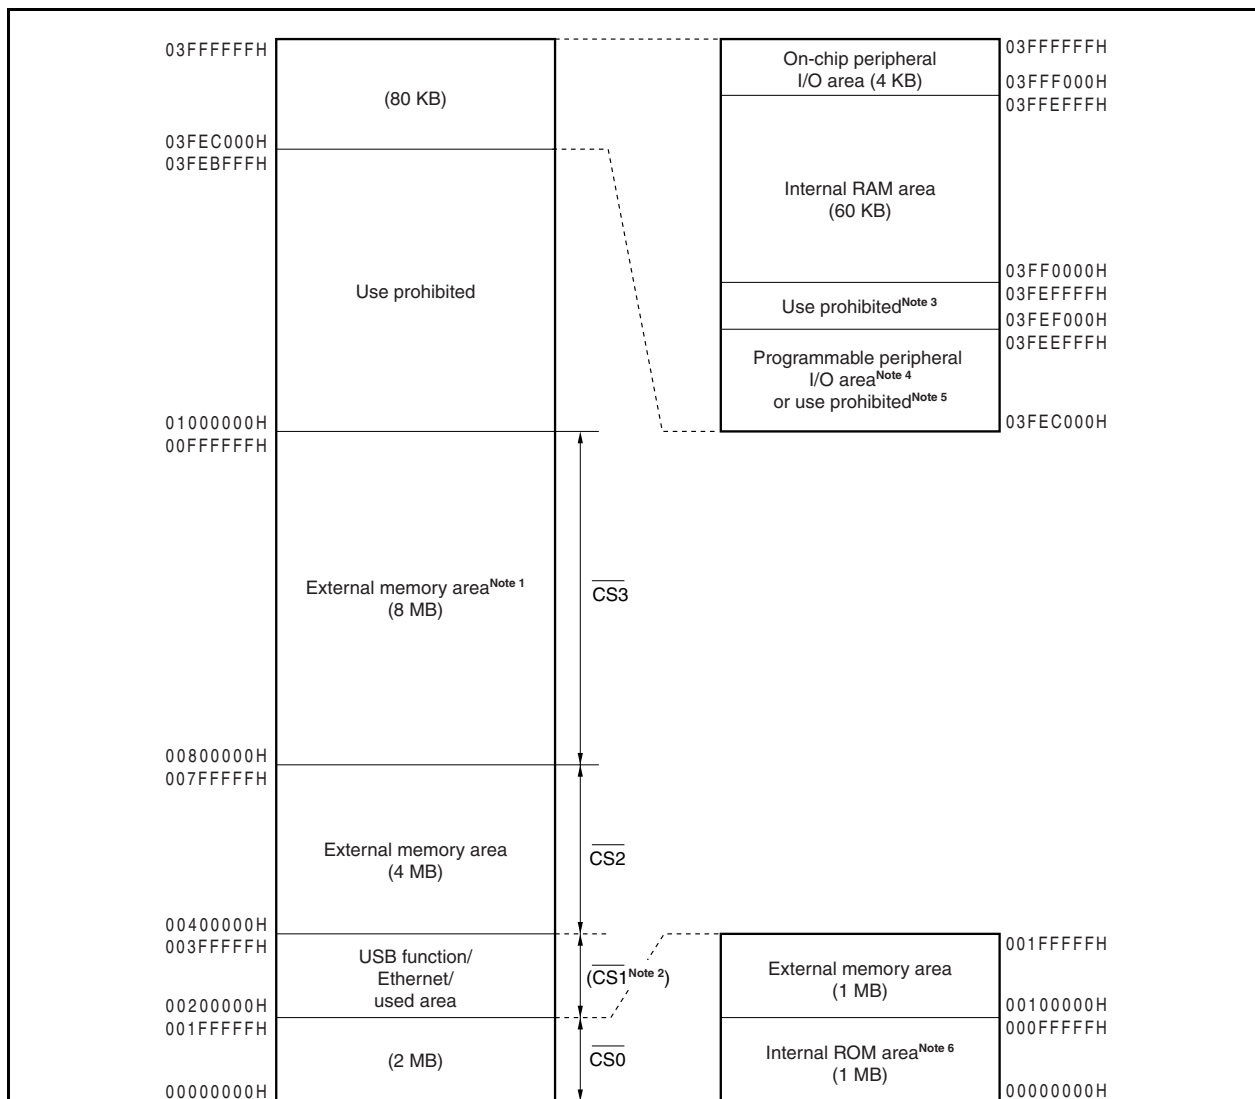 03FFFFFFH
(80 KB)
03FEC000H
03FEBFFFH
Use prohibited
01000000H
00FFFFFFH
External memory area Note 1
(8 MB)
CS3
00800000H
007FFFFFH
External memory area
(4 MB)
CS2
00400000H
003FFFFFH
USB function/
Ethernet/
used area
(CS1 Note 2)
00200000H
001FFFFFH
(2 MB)
CS0
00000000H
On-chip peripheral
I/O area (4 KB)
03FFFFFFH
03FFF000H
03FFEFFFH
Internal RAM area
(60 KB)
03FF0000H
03FEFFFFH
Use prohibited Note 3
03FEF000H
03FEEFFFH
Programmable peripheral
I/O area Note 4
or use prohibited Note 5
03FEC000H
001FFFFFH
External memory area
(1 MB)
00100000H
000FFFFFH
Internal ROM area Note 6
(1 MB)
00000000H